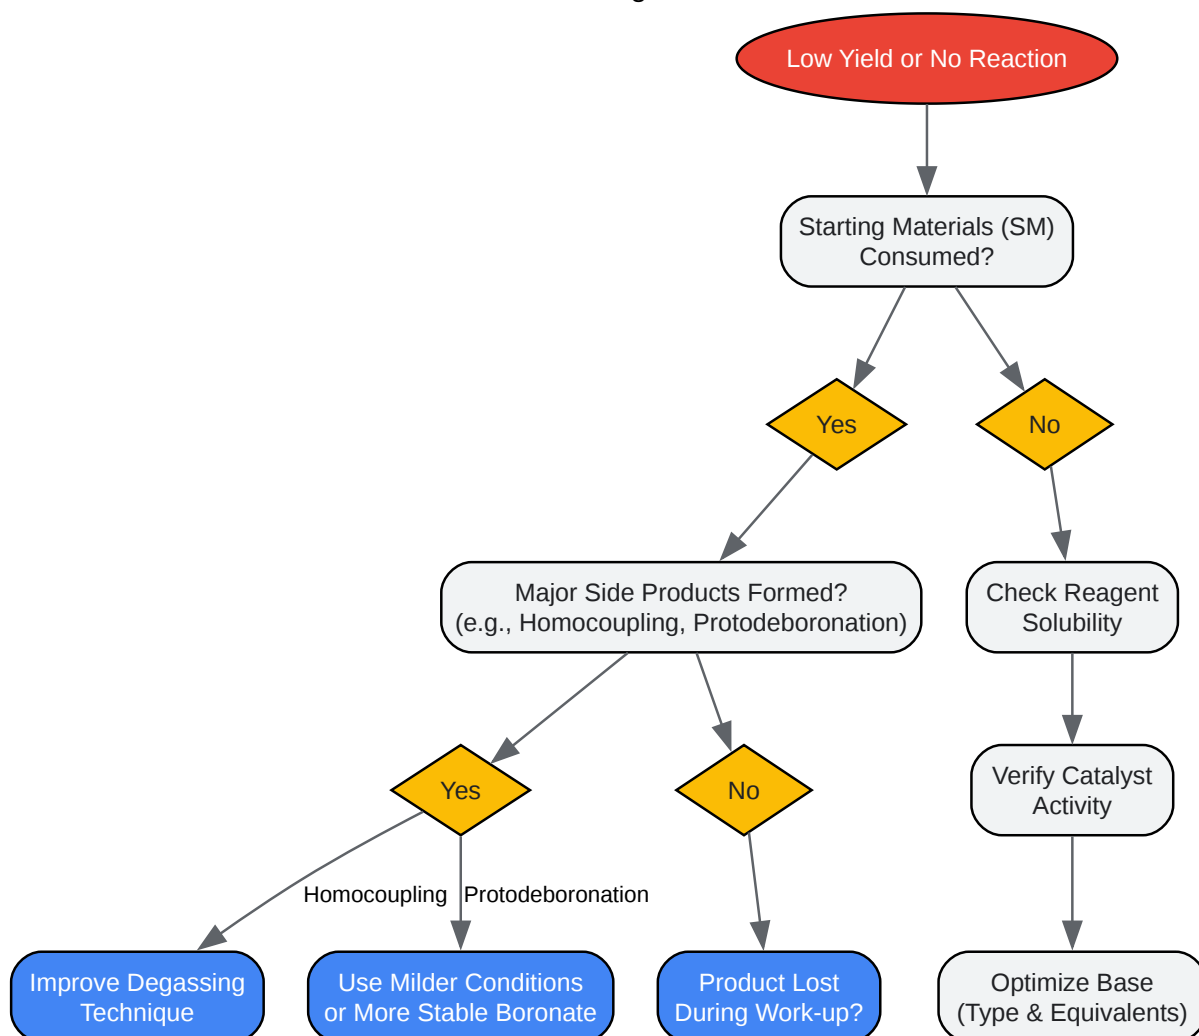 Low Yield or No Reaction
Starting Materials (SM)
Consumed?
Yes
No
Major Side Products Formed?
(e.g., Homocoupling, Protodeboronation)
Check Reagent
Solubility
Yes
No
Verify Catalyst
Activity
Homocoupling
Protodeboronation
Improve Degassing
Technique
Use Milder Conditions
or More Stable Boronate
Product Lost
During Work-up?
Optimize Base
(Type & Equivalents)